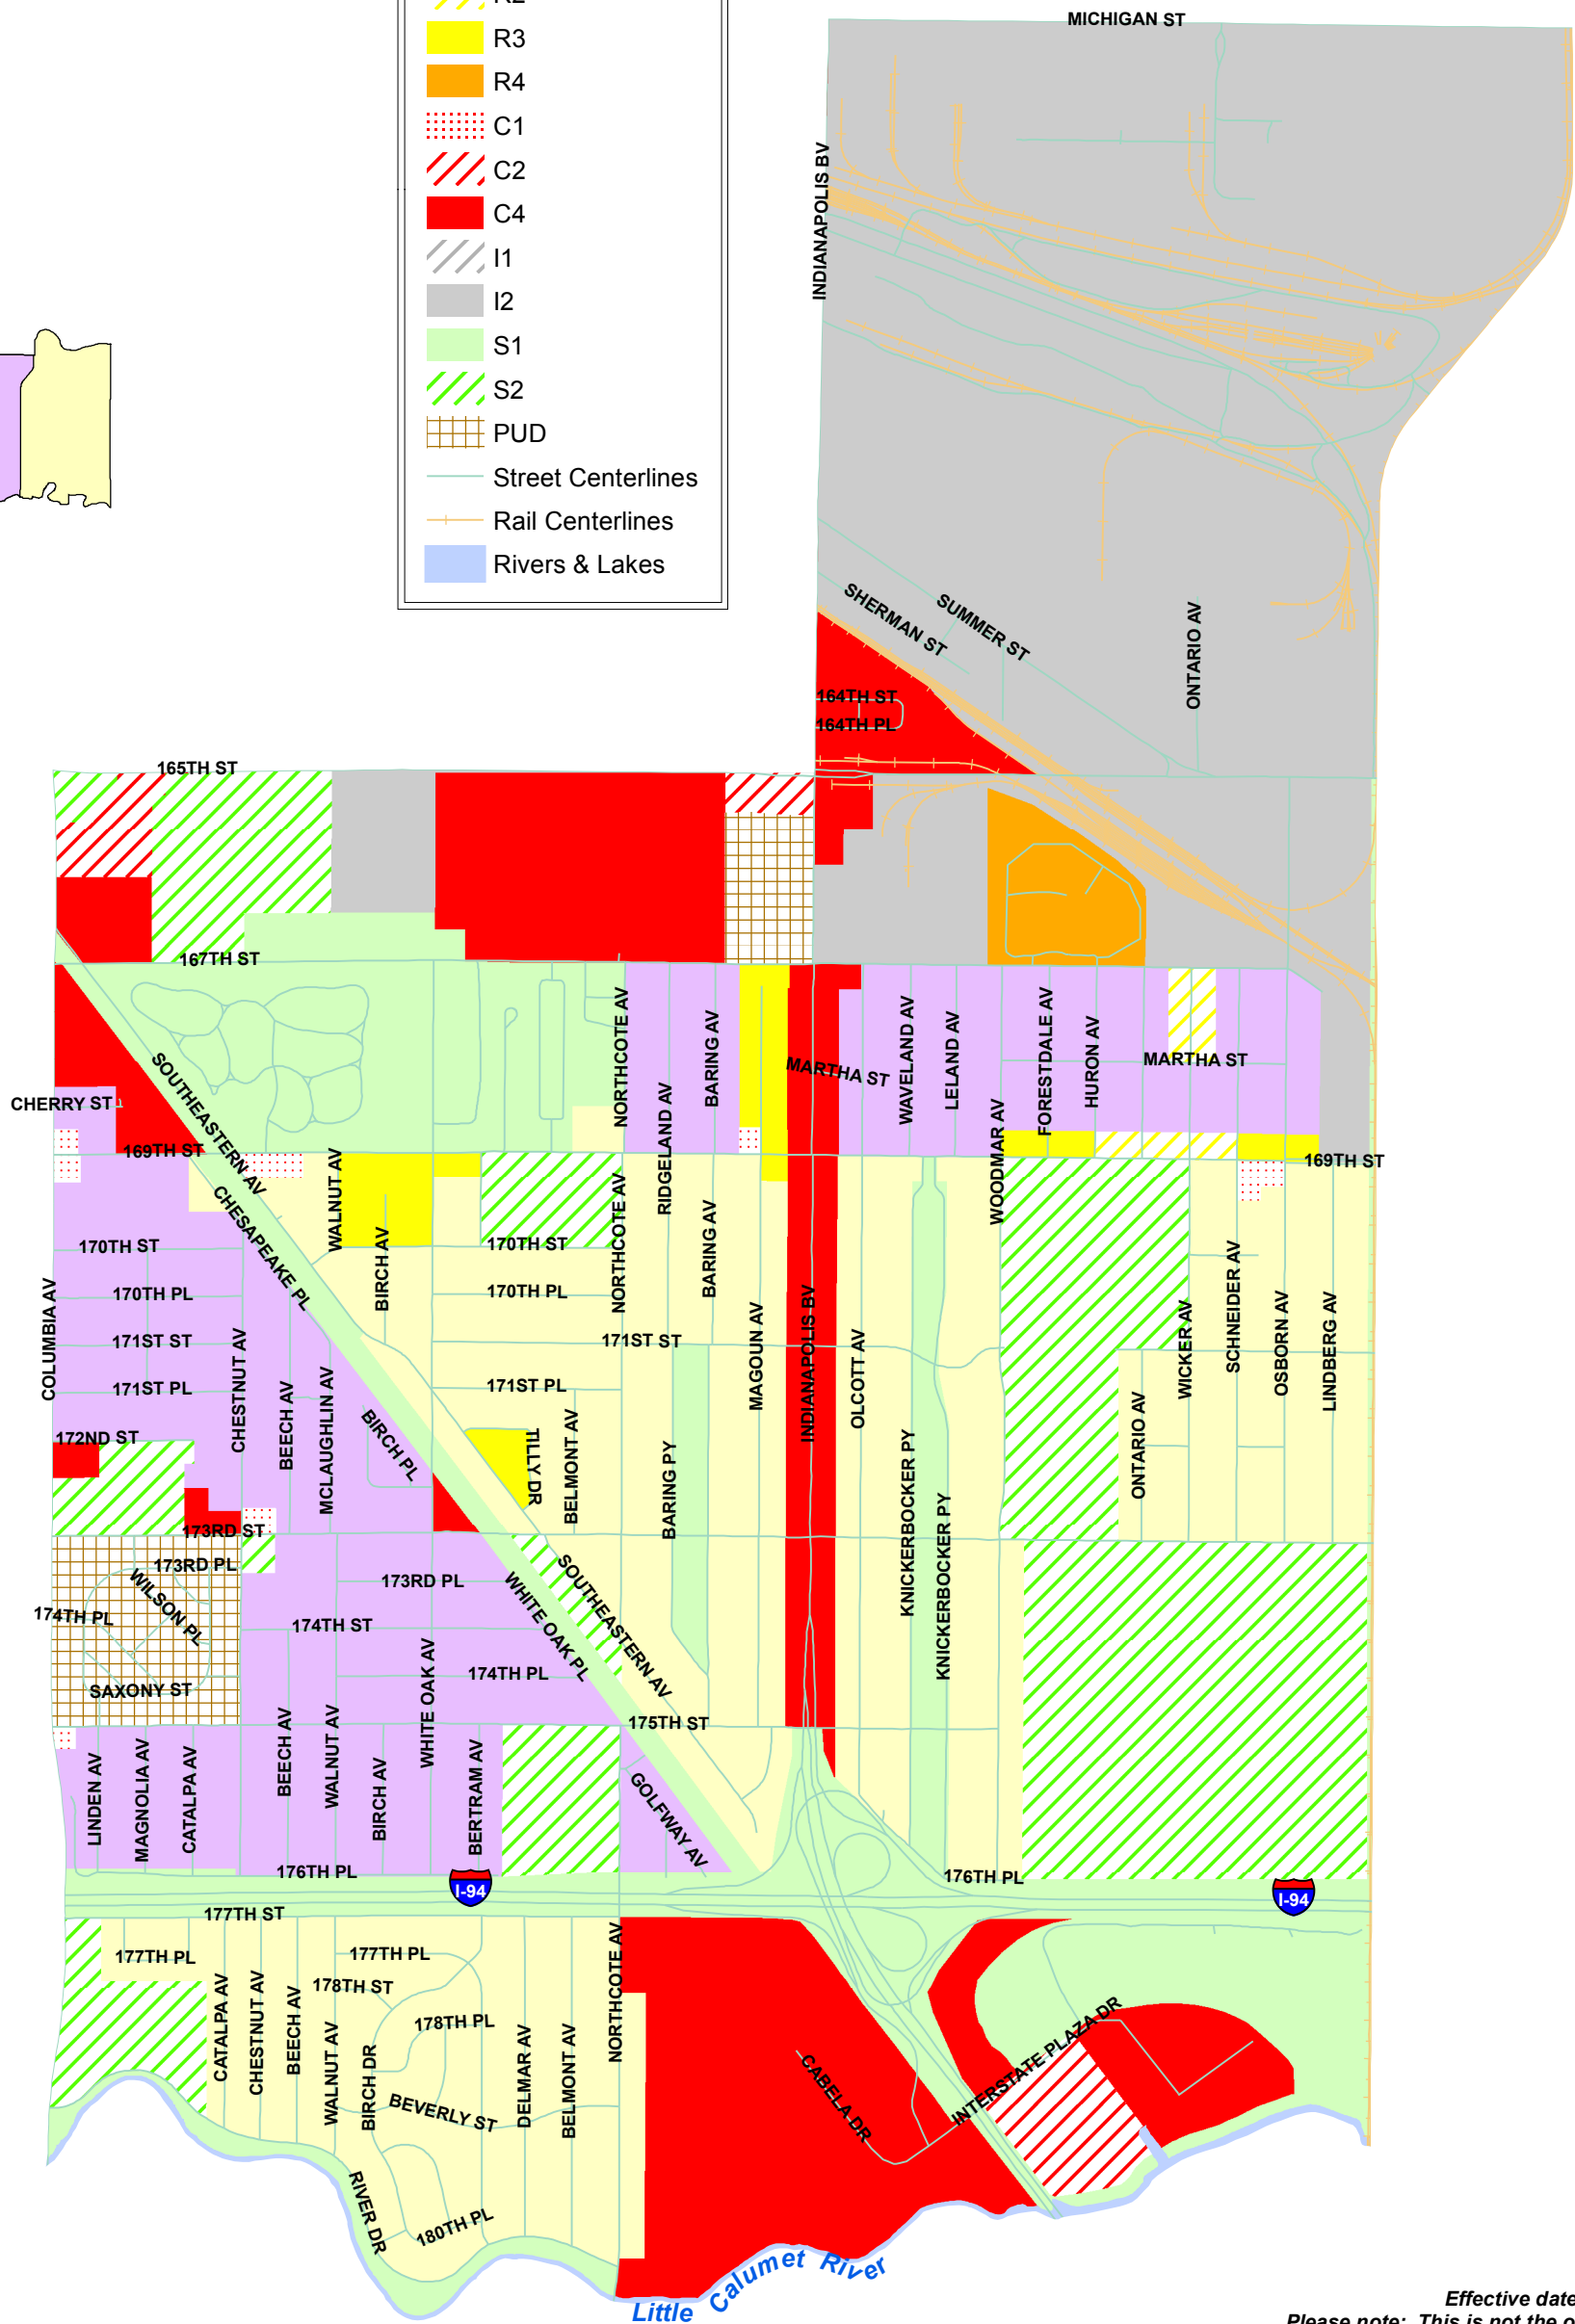 R2
R3
R4
C1
C2
C4
I1
I2
S1
S2
PUD
Street Centerlines
Rail Centerlines
Rivers & Lakes
MICHIGAN ST
INDIANAPOLIS BV
SHERMAN ST
SUMMER ST
ONTARIO AV
164TH ST
164TH PL
165TH ST
167TH ST
NORTHCOTE AV
BARING AV
RIDGELAND AV
MARTHA ST
WAVELAND AV
LELAND AV
FORESTDALE AV
HURON AV
MARTHA ST
WOODMAR AV
CHERRY ST
SOUTHEASTERN AV
169TH ST
169TH ST
CHESAPEAKE PL
WALNUT AV
BIRCH AV
170TH ST
170TH ST
NORTHCOTE AV
BARING AV
170TH PL
170TH PL
COLUMBIA AV
171ST ST
171ST ST
MAGOUN AV
INDIANAPOLIS BV
OLCOTT AV
WICKER AV
SCHNEIDER AV
OSBORN AV
LINDBERG AV
171ST PL
171ST PL
CHESTNUT AV
BEECH AV
MCLAUGHLIN AV
BIRCH PL
TILLY DR
BELMONT AV
BARING PY
KNICKERBOCKER PY
KNICKERBOCKER PY
ONTARIO AV
172ND ST
173RD ST
173RD PL
173RD PL
WILSON PL
174TH PL
174TH ST
WHITE OAK PL
SOUTHEASTERN AV
174TH PL
SAXONY ST
WHITE OAK AV
175TH ST
LINDEN AV
MAGNOLIA AV
CATALPA AV
BEECH AV
WALNUT AV
BIRCH AV
BERTRAM AV
GOLFWAY AV
176TH PL
176TH PL
I-94
I-94
177TH ST
177TH PL
177TH PL
178TH ST
178TH PL
CATALPA AV
CHESTNUT AV
BEECH AV
WALNUT AV
BIRCH DR
BEVERLY ST
DELMAR AV
BELMONT AV
NORTHCOTE AV
CABELA DR
INTERSTATE PLAZA DR
RIVER DR
180TH PL
Little Calumet River
Effective date
Please note: This is not the o